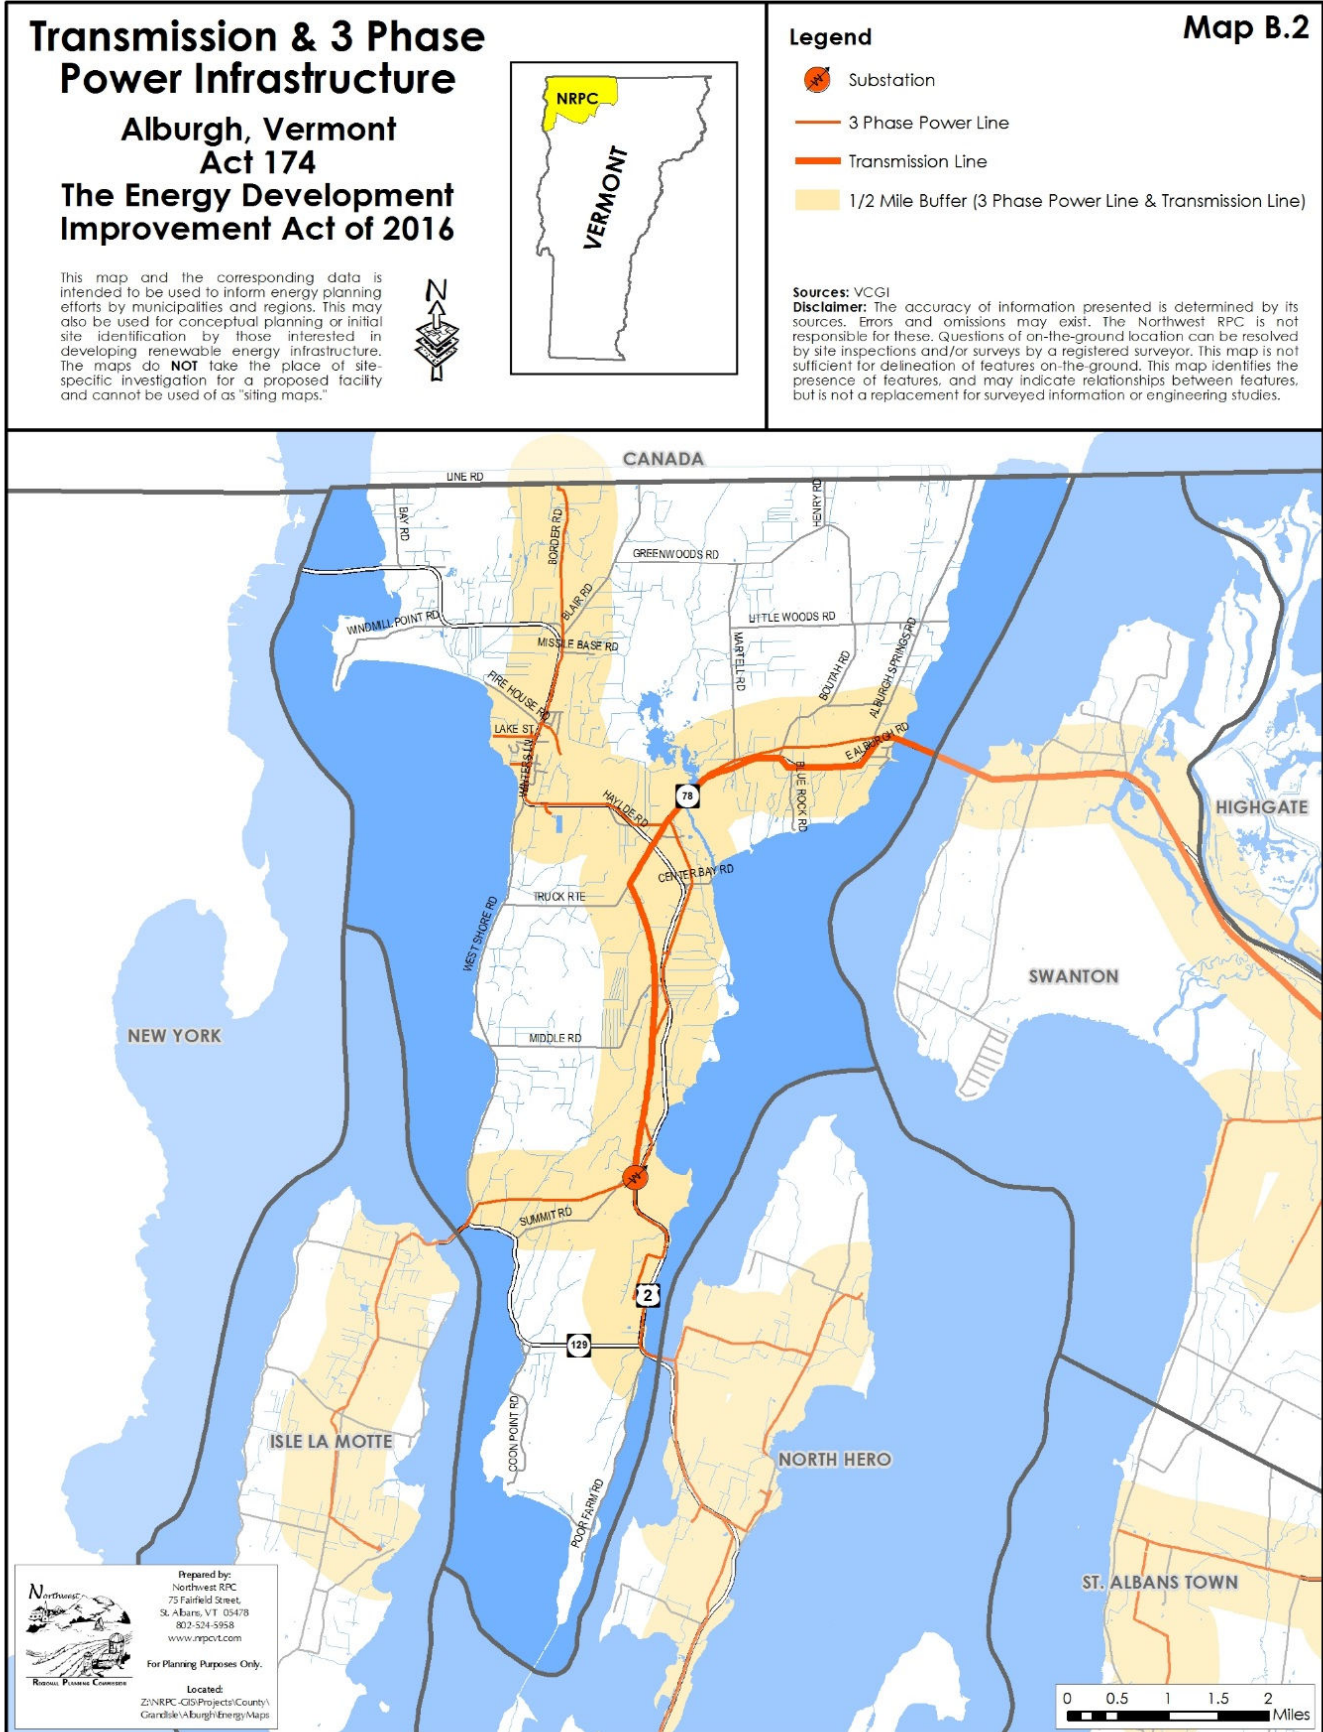 Transmission & 3 Phase
Power Infrastructure
Alburgh, Vermont
Act 174
The Energy Development
Improvement Act of 2016
This map and the corresponding data is
intended to be used to inform energy planning
efforts by municipalities and regions. This may
also be used for conceptual planning or initial
site identification by those interested in
developing renewable energy infrastructure.
The maps do NOT take the place of site-
specific investigation for a proposed facility
and cannot be used of as "siting maps."
N
NRPC
VERMONT
Map B.2
Legend
Substation
3 Phase Power Line
Transmission Line
1/2 Mile Buffer (3 Phase Power Line & Transmission Line)
Sources: VCGI
Disclaimer: The accuracy of information presented is determined by its
sources. Errors and omissions may exist. The Northwest RPC is not
responsible for these. Questions of on-the-ground location can be resolved
by site inspections and/or surveys by a registered surveyor. This map is not
sufficient for delineation of features on-the-ground. This map identifies the
presence of features, and may indicate relationships between features,
but is not a replacement for surveyed information or engineering studies.
CANADA
LINE RD
BAY RD
BORDER RD
HENRY RD
GREENWOODS RD
BLAIR RD
WINDMILL POINT RD
LITTLE WOODS RD
MISSLE BASE RD
MARTELL RD
BOUTAH RD
ALBURGH SPRINGS RD
FIRE HOUSE RD
LAKE ST
E ALBURGH RD
BLUE ROCK RD
78
HAYLDE RD
HIGHGATE
CENTER BAY RD
TRUCK RTE
WEST SHORE RD
SWANTON
NEW YORK
MIDDLE RD
SUMMIT RD
2
129
COON POINT RD
ISLE LA MOTTE
NORTH HERO
POOR FARM RD
ST. ALBANS TOWN
Northwest
REGIONAL PLANNING COMMISSION
Prepared by:
Northwest RPC
75 Fairfield Street,
St. Albans, VT 05478
802-524-5958
www.nrpcvt.com
For Planning Purposes Only.
Located:
Z:\NRPC-GIS\Projects\County\
GrandIsle\Alburgh\EnergyMaps
0 0.5 1 1.5 2
Miles